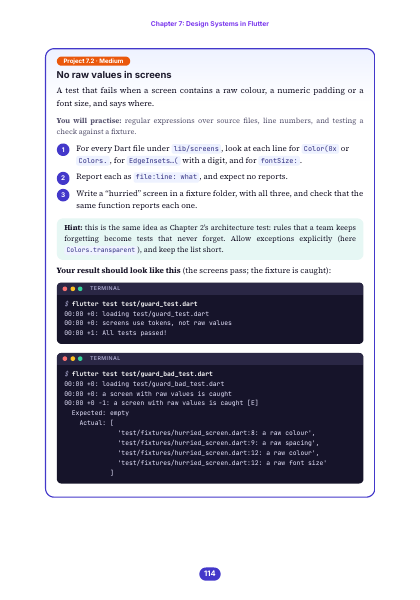 Chapter 7: Design Systems in Flutter
Project 7.2 · Medium
No raw values in screens
A test that fails when a screen contains a raw colour, a numeric padding or a
font size, and says where.
You will practise: regular expressions over source files, line numbers, and testing a
check against a fixture.
1 For every Dart file under lib/screens, look at each line for Color(0x or
Colors., for EdgeInsets…( with a digit, and for fontSize:.
2 Report each as file:line: what, and expect no reports.
3 Write a “hurried” screen in a fixture folder, with all three, and check that the
same function reports each one.
Hint: this is the same idea as Chapter 2’s architecture test: rules that a team keeps
forgetting become tests that never forget. Allow exceptions explicitly (here
Colors.transparent), and keep the list short.
Your result should look like this (the screens pass; the fixture is caught):
TERMINAL
$ flutter test test/guard_test.dart
00:00 +0: loading test/guard_test.dart
00:00 +0: screens use tokens, not raw values
00:00 +1: All tests passed!
TERMINAL
$ flutter test test/guard_bad_test.dart
00:00 +0: loading test/guard_bad_test.dart
00:00 +0: a screen with raw values is caught
00:00 +0 -1: a screen with raw values is caught [E]
Expected: empty
Actual: [
'test/fixtures/hurried_screen.dart:8: a raw colour',
'test/fixtures/hurried_screen.dart:9: a raw spacing',
'test/fixtures/hurried_screen.dart:12: a raw colour',
'test/fixtures/hurried_screen.dart:12: a raw font size'
]
114